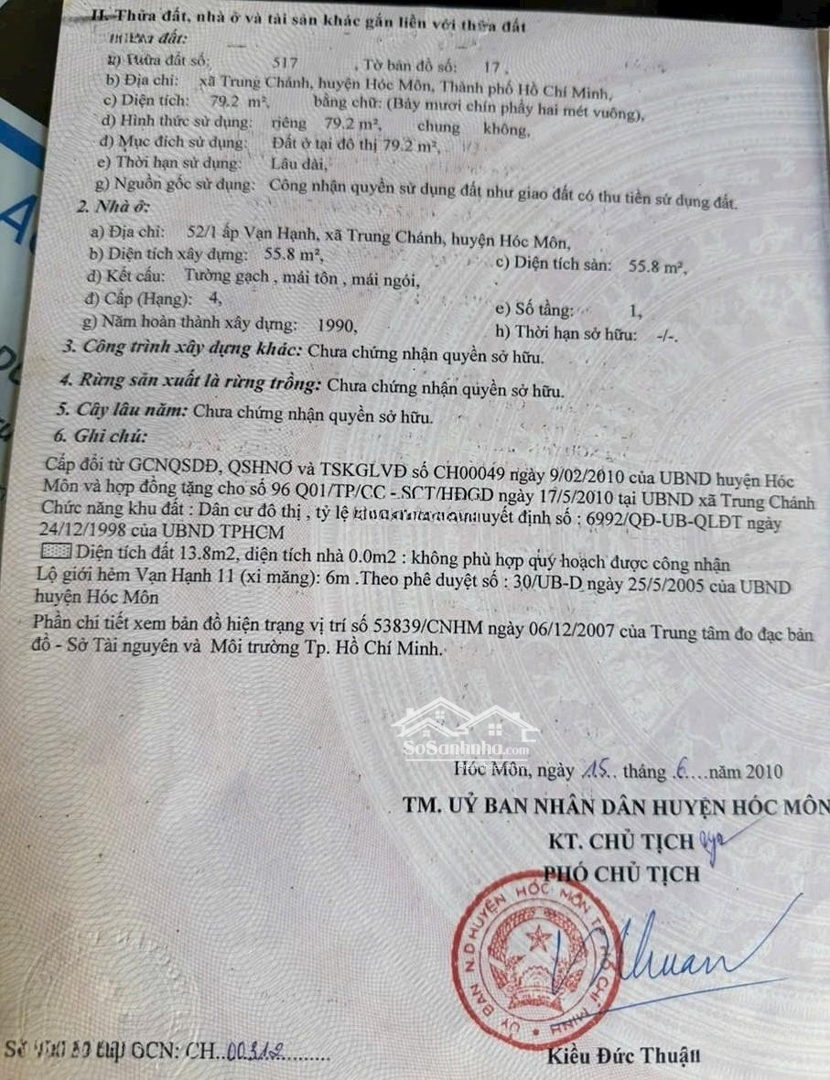 II. Thửa đất, nhà ở và tài sản khác gắn liền với thửa đất
đất:
a) Thửa đất số: 517 , Tờ bản đồ số: 17 ,
b) Địa chỉ: xã Trung Chánh, huyện Hóc Môn, Thành phố Hồ Chí Minh,
c) Diện tích: 79.2 m², bằng chữ: (Bảy mươi chín phẩy hai mét vuông),
d) Hình thức sử dụng: riêng 79.2 m², chung không,
đ) Mục đích sử dụng: Đất ở tại đô thị 79.2 m²,
e) Thời hạn sử dụng: Lâu dài,
g) Nguồn gốc sử dụng: Công nhận quyền sử dụng đất như giao đất có thu tiền sử dụng đất.
2. Nhà ở:
a) Địa chỉ: 52/1 ấp Vạn Hạnh, xã Trung Chánh, huyện Hóc Môn,
b) Diện tích xây dựng: 55.8 m², c) Diện tích sàn: 55.8 m²,
d) Kết cấu: Tường gạch , mái tôn , mái ngói,
đ) Cấp (Hạng): 4, e) Số tầng: 1,
g) Năm hoàn thành xây dựng: 1990, h) Thời hạn sở hữu: -/-.
3. Công trình xây dựng khác: Chưa chứng nhận quyền sở hữu.
4. Rừng sản xuất là rừng trồng: Chưa chứng nhận quyền sở hữu.
5. Cây lâu năm: Chưa chứng nhận quyền sở hữu.
6. Ghi chú:
Cấp đổi từ GCNQSDĐ, QSHNƠ và TSKGLVĐ số CH00049 ngày 9/02/2010 của UBND huyện Hóc
Môn và hợp đồng tặng cho số 96 Q01/TP/CC - SCT/HĐGD ngày 17/5/2010 tại UBND xã Trung Chánh
Chức năng khu đất : Dân cư đô thị , tỷ lệ số : 6992/QĐ-UB-QLĐT ngày
24/12/1998 của UBND TPHCM
Diện tích đất 13.8m2, diện tích nhà 0.0m2 : không phù hợp quy hoạch được công nhận
Lộ giới hẻm Vạn Hạnh 11 (xi măng): 6m .Theo phê duyệt số : 30/UB-D ngày 25/5/2005 của UBND
huyện Hóc Môn
Phần chi tiết xem bản đồ hiện trạng vị trí số 53839/CNHM ngày 06/12/2007 của Trung tâm đo đạc bản
đồ - Sở Tài nguyên và Môi trường Tp. Hồ Chí Minh.
SoSanhnha.com
Hóc Môn, ngày 15.. tháng .6....năm 2010
TM. UỶ BAN NHÂN DÂN HUYỆN HÓC MÔN
KT. CHỦ TỊCH
PHÓ CHỦ TỊCH
ỦY BAN N.D HUYỆN HÓC MÔN T.P HỒ CHÍ MINH
Kiều Đức Thuận
GCN: CH..00312..........